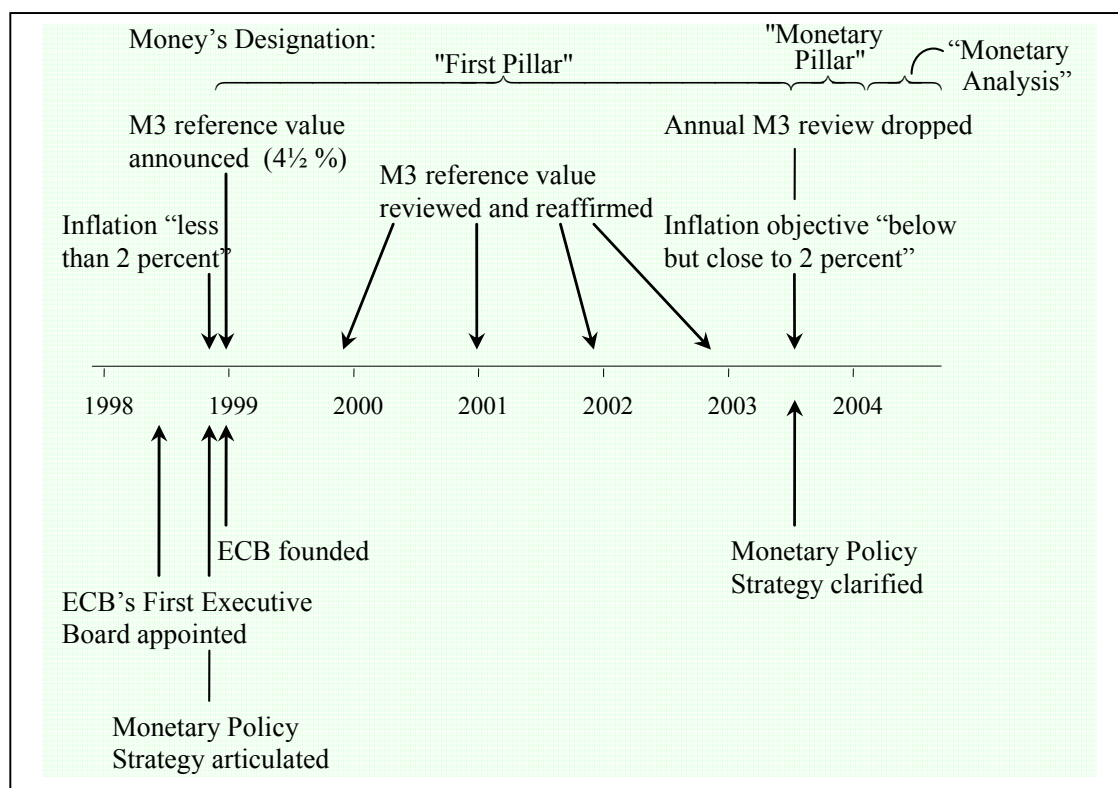 Money’s Designation:
"First Pillar"
"Monetary
Pillar"
“Monetary
Analysis”
M3 reference value
announced (4½ %)
Annual M3 review dropped
M3 reference value
reviewed and reaffirmed
Inflation “less
than 2 percent”
Inflation objective “below
but close to 2 percent”
1998
1999
2000
2001
2002
2003
2004
ECB founded
Monetary Policy
Strategy clarified
ECB’s First Executive
Board appointed
Monetary Policy
Strategy articulated